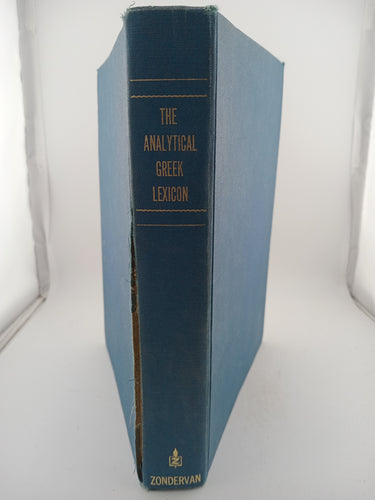 THE
ANALYTICAL
GREEK
LEXICON
Z
ZONDERVAN